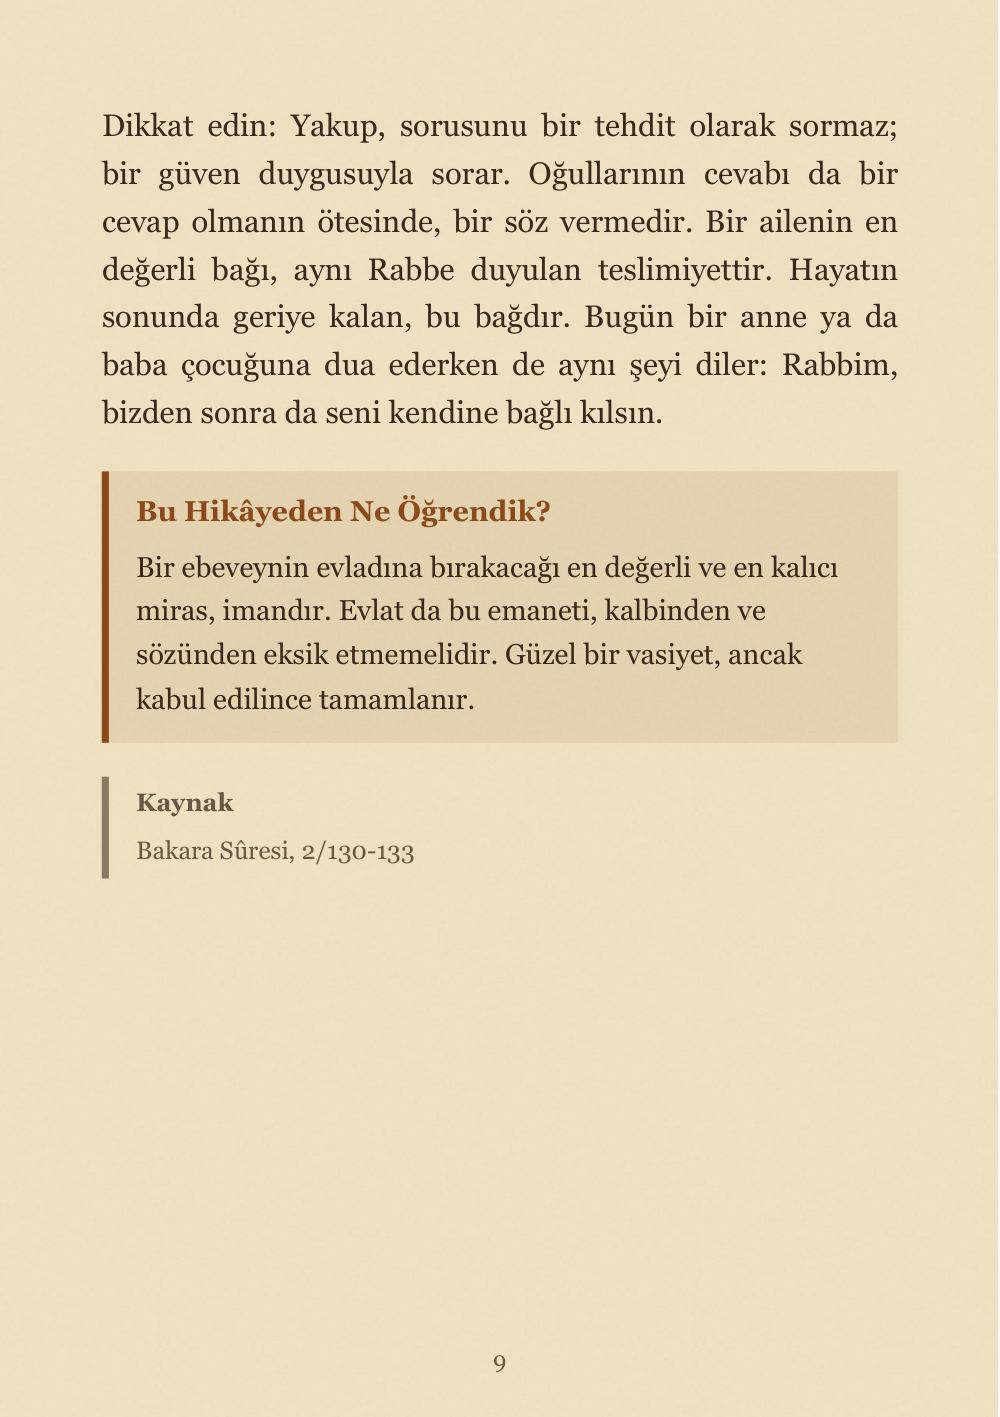 Dikkat edin: Yakup, sorusunu bir tehdit olarak sormaz;
bir güven duygusuyla sorar. Oğullarının cevabı da bir
cevap olmanın ötesinde, bir söz vermedir. Bir ailenin en
değerli bağı, aynı Rabbe duyulan teslimiyettir. Hayatın
sonunda geriye kalan, bu bağdır. Bugün bir anne ya da
baba çocuğuna dua ederken de aynı şeyi diler: Rabbim,
bizden sonra da seni kendine bağlı kılsın.
Bu Hikâyeden Ne Öğrendik?
Bir ebeveynin evladına bırakacağı en değerli ve en kalıcı
miras, imandır. Evlat da bu emaneti, kalbinden ve
sözünden eksik etmemelidir. Güzel bir vasiyet, ancak
kabul edilince tamamlanır.
Kaynak
Bakara Sûresi, 2/130-133
9